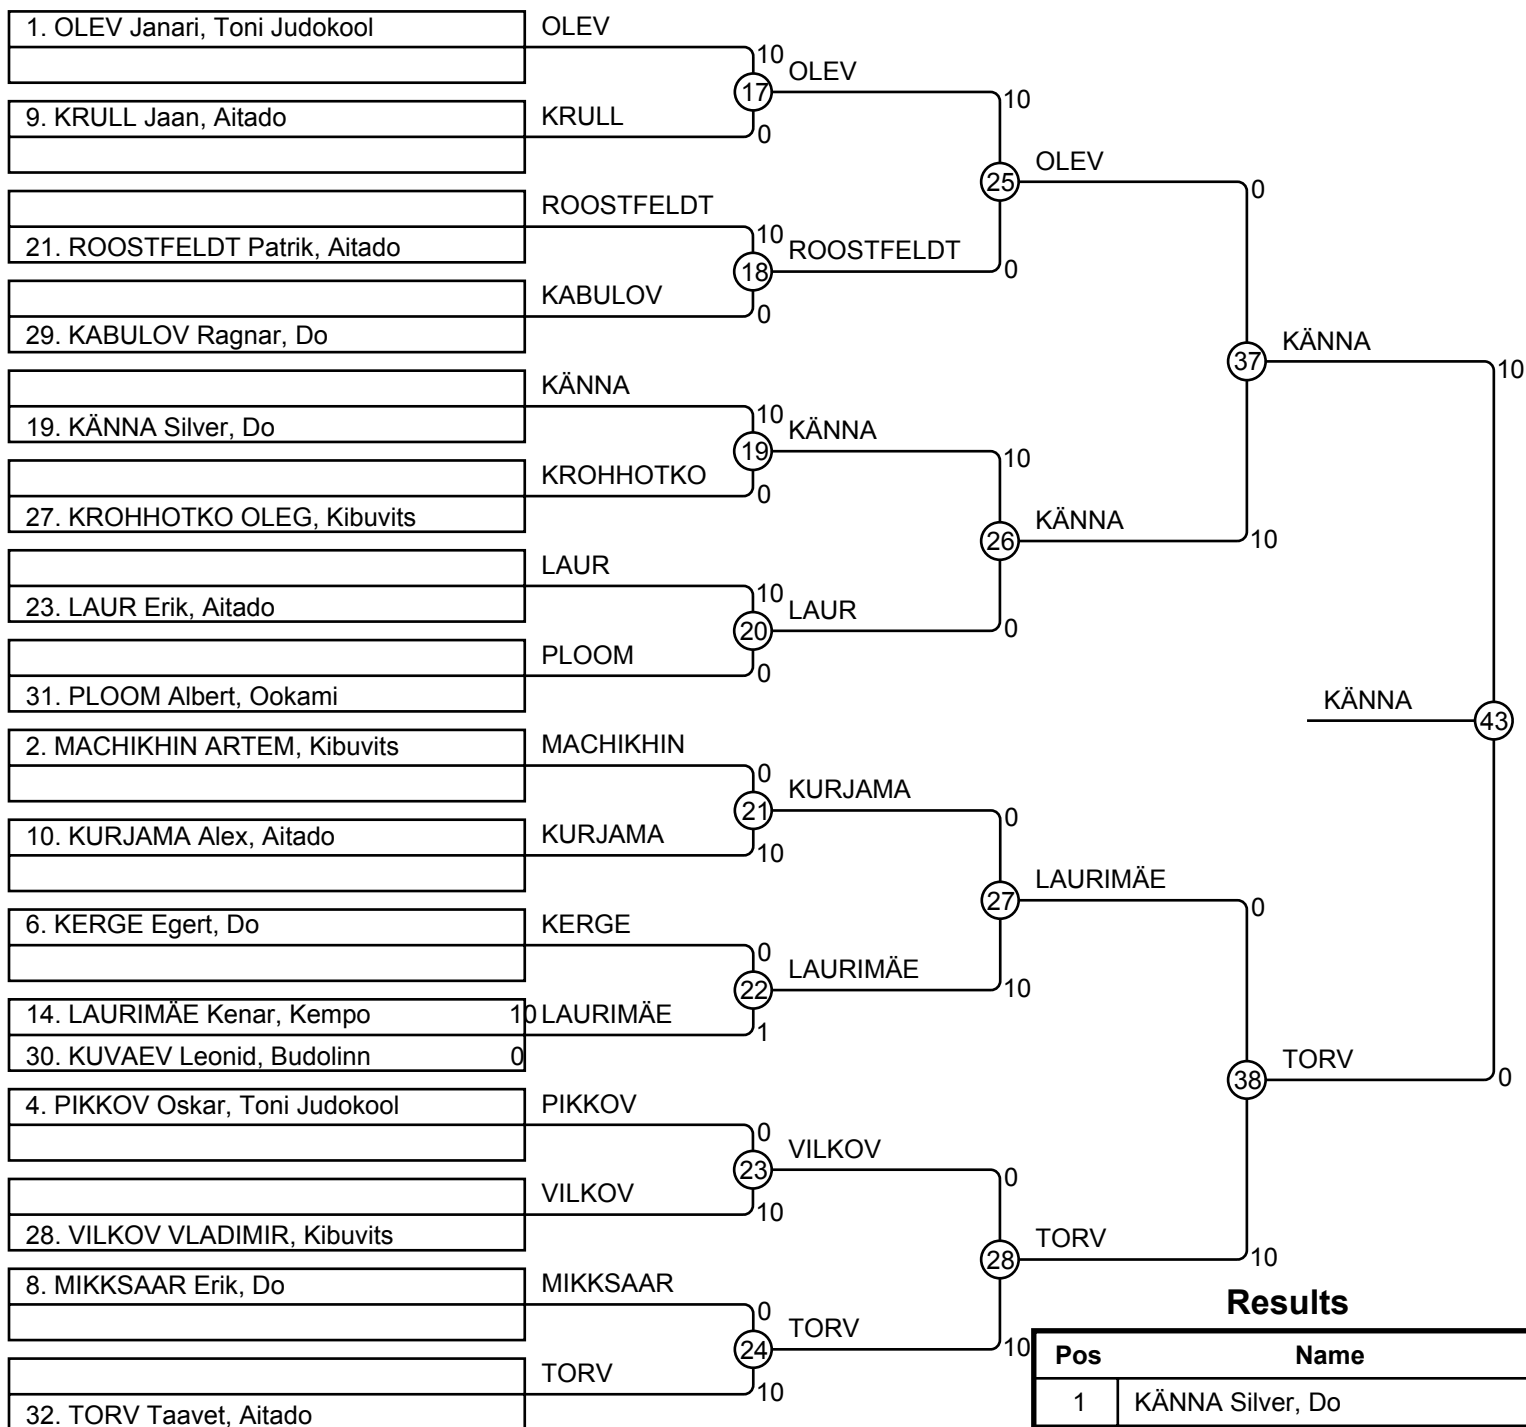 1. OLEV Janari, Toni Judokool
OLEV
10
OLEV
17
10
9. KRULL Jaan, Aitado
KRULL
0
OLEV
25
0
ROOSTFELDT
10
21. ROOSTFELDT Patrik, Aitado
ROOSTFELDT
18
0
KABULOV
0
29. KABULOV Ragnar, Do
KÄNNA
37
10
KÄNNA
10
19. KÄNNA Silver, Do
KÄNNA
19
10
KROHHOTKO
0
27. KROHHOTKO OLEG, Kibuvits
KÄNNA
26
10
LAUR
10
23. LAUR Erik, Aitado
LAUR
20
0
PLOOM
0
31. PLOOM Albert, Ookami
KÄNNA
43
2. MACHIKHIN ARTEM, Kibuvits
MACHIKHIN
0
KURJAMA
21
0
10. KURJAMA Alex, Aitado
KURJAMA
10
LAURIMÄE
27
0
6. KERGE Egert, Do
KERGE
0
LAURIMÄE
22
10
14. LAURIMÄE Kenar, Kempo 10
LAURIMÄE
1
30. KUVAEV Leonid, Budolinn 0
TORV
38
0
4. PIKKOV Oskar, Toni Judokool
PIKKOV
0
VILKOV
23
0
VILKOV
10
28. VILKOV VLADIMIR, Kibuvits
TORV
28
10
8. MIKKSAAR Erik, Do
MIKKSAAR
0
TORV
24
10
TORV
10
32. TORV Taavet, Aitado
Results
Pos Name
1 KÄNNA Silver, Do